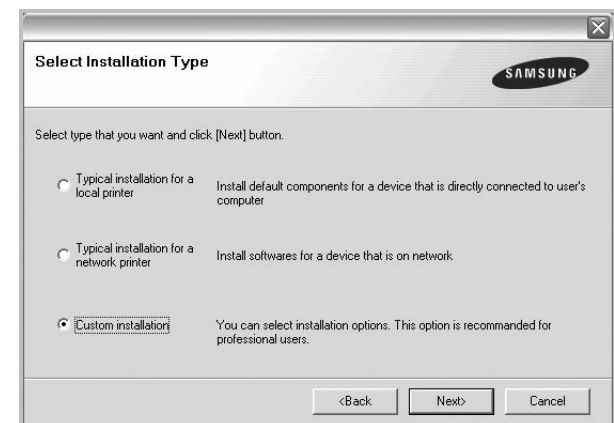 Select Installation Type
SAMSUNG
Select type that you want and click [Next] button.
Typical installation for a
local printer
Install default components for a device that is directly connected to user's
computer
Typical installation for a
network printer
Install softwares for a device that is on network
Custom installation
You can select installation options. This option is recommanded for
professional users.
<Back
Next>
Cancel